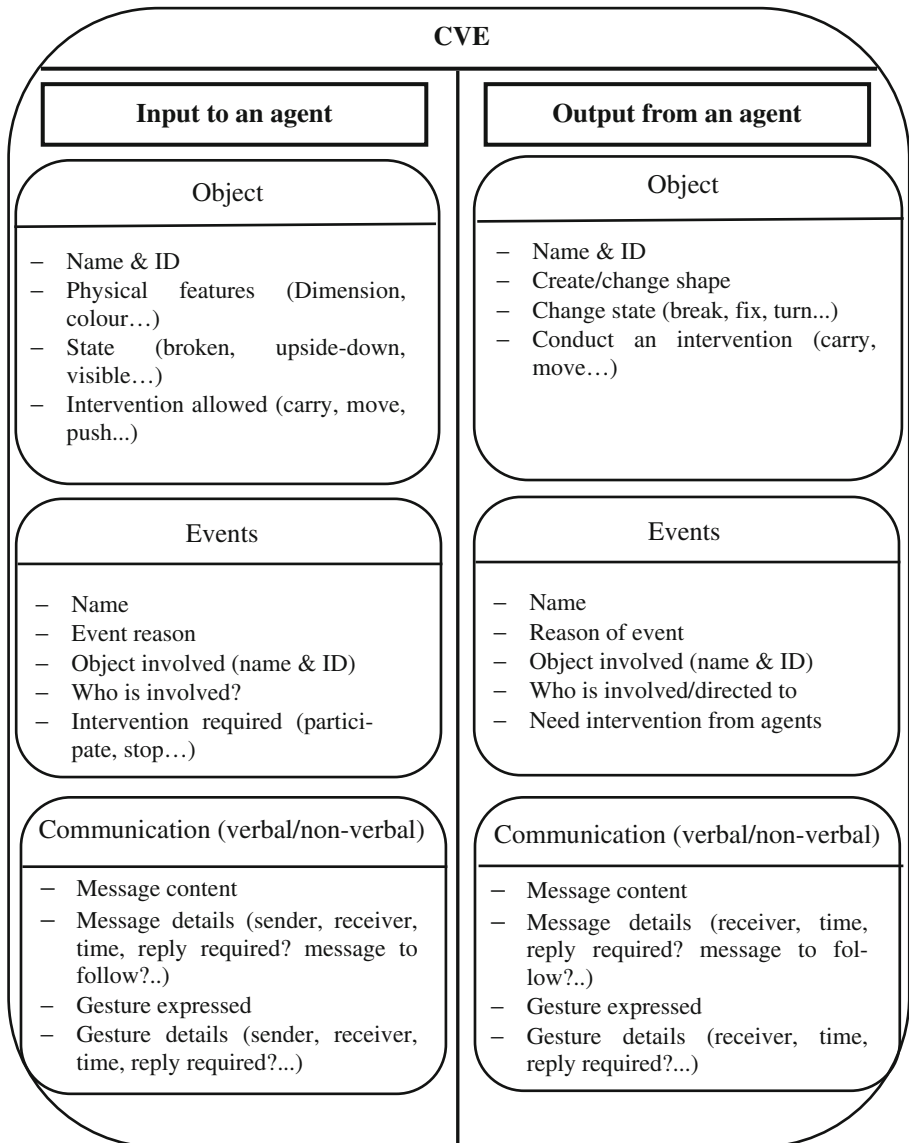 CVE
Input to an agent
Object
– Name & ID
– Physical features (Dimension,
colour…)
– State (broken, upside-down,
visible…)
– Intervention allowed (carry, move,
push...)
Events
– Name
– Event reason
– Object involved (name & ID)
– Who is involved?
– Intervention required (partici-
pate, stop…)
Communication (verbal/non-verbal)
– Message content
– Message details (sender, receiver,
time, reply required? message to
follow?..)
– Gesture expressed
– Gesture details (sender, receiver,
time, reply required?...)
Output from an agent
Object
– Name & ID
– Create/change shape
– Change state (break, fix, turn...)
– Conduct an intervention (carry,
move…)
Events
– Name
– Reason of event
– Object involved (name & ID)
– Who is involved/directed to
– Need intervention from agents
Communication (verbal/non-verbal)
– Message content
– Message details (receiver, time,
reply required? message to fol-
low?..)
– Gesture expressed
– Gesture details (receiver, time,
reply required?...)